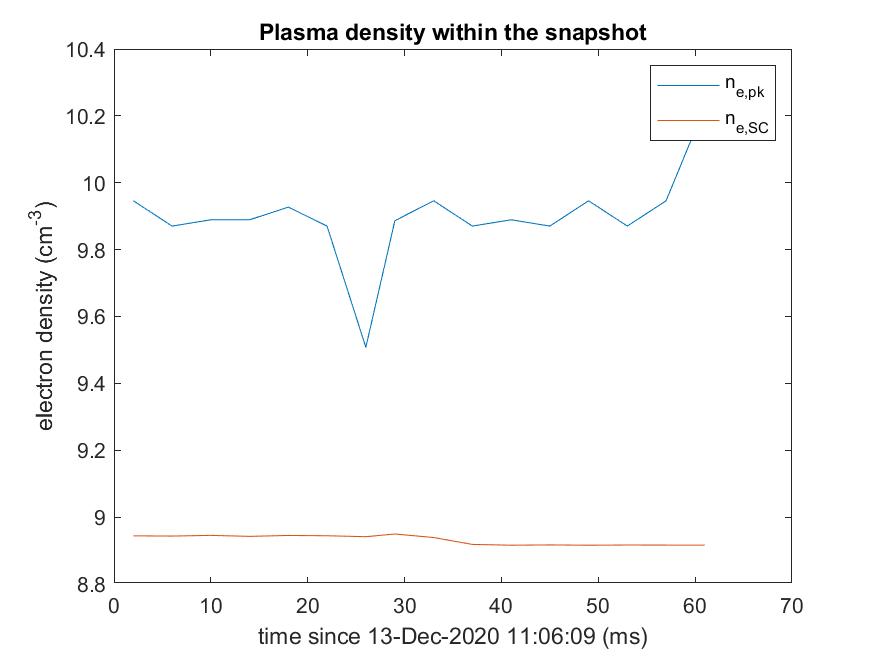 Plasma density within the snapshot
10.4
10.2
10
9.8
9.6
9.4
9.2
9
8.8
electron density (cm-3)
n e,pk
n e,SC
0 10 20 30 40 50 60 70
time since 13-Dec-2020 11:06:09 (ms)